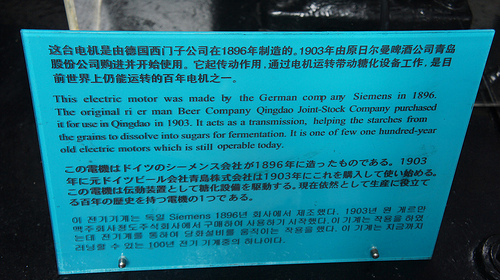 这台电机是由德国西门子公司在1896年制造的。1903年由原日尔曼啤酒公司青岛
股份公司购进并开始使用。它起传动作用，通过电机运转带动糖化设备工作，是目
前世界上仍能运转的百年电机之一。
This electric motor was made by the German company Siemens in 1896.
The original man Beer Company Qingdao Joint-Stock Company purchased
it for use in Qingdao in 1903. It acts as a transmission, helping the starches from
the grains to dissolve into sugars for fermentation. It is one of few one hundred-year
old electric motors which is still operable today.
この電機はドイツのシーメンス会社が1896年に造ったものである。1903
年に元ドイツビール会社青島株式会社は1903年にこれを購入して使い始める。
この電機は伝動装置として糖化設備を駆動する。現在依然として生産に役立て
る百年の歴史を持つ電機の1つである。
이 전기기계는 독일 Siemens 1896년 회사에서 제조했다. 1903년 원 게르만
맥주회사청도주식회사에서 구매하여 사용하기 시작했다. 이 기계는 작용을 하였
는데 전기기를 통하여 당화설비를 움직이는 작용을 했다. 이 기계는 지금까지
러닝할 수 있는 100년 전기 기계중의 하나이다.